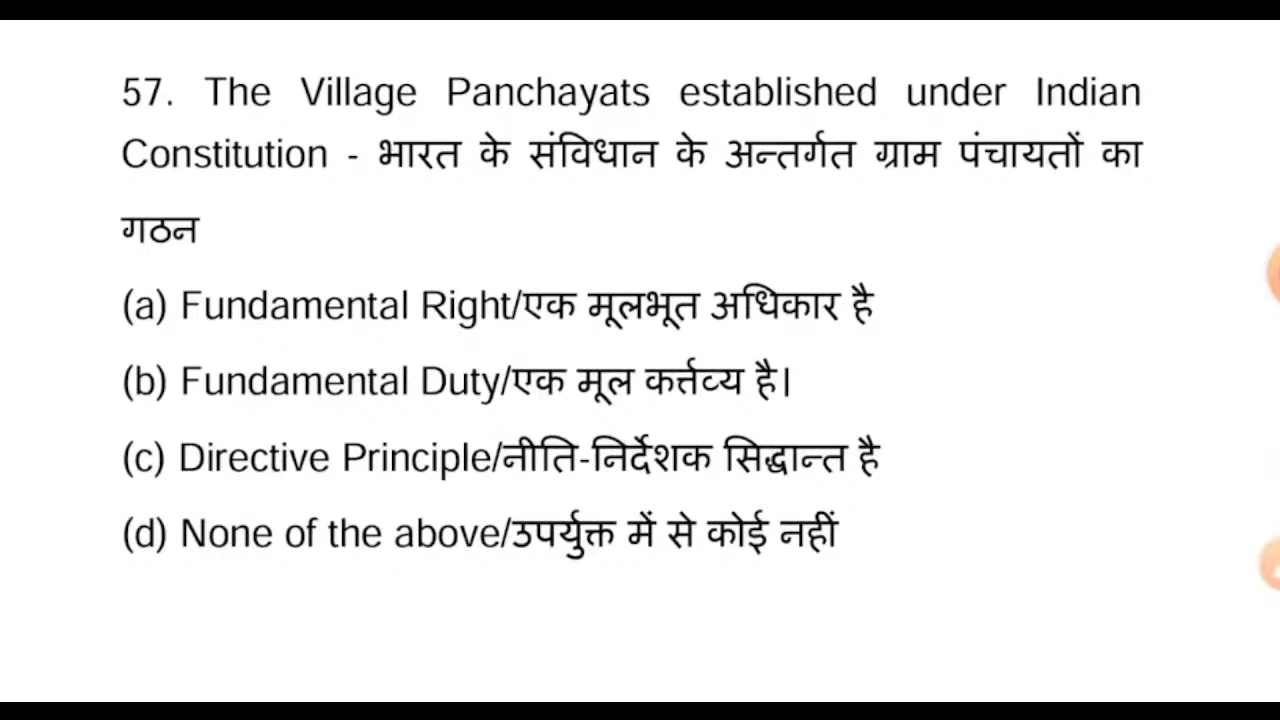 57. The Village Panchayats established under Indian
Constitution - भारत के संविधान के अन्तर्गत ग्राम पंचायतों का
गठन
(a) Fundamental Right/एक मूलभूत अधिकार है
(b) Fundamental Duty/एक मूल कर्त्तव्य है।
(c) Directive Principle/नीति-निर्देशक सिद्धान्त है
(d) None of the above/उपर्युक्त में से कोई नहीं